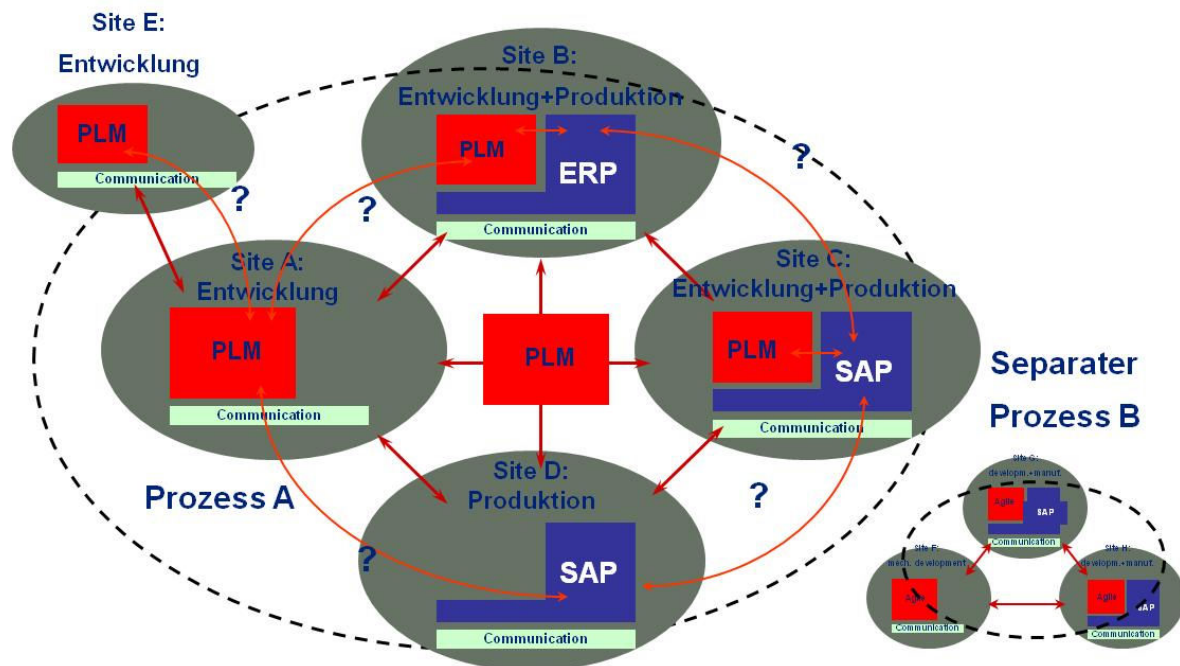 Site E:
Entwicklung
PLM
Communication
?
Site B:
Entwicklung+Produktion
PLM
ERP
Communication
?
?
Site A:
Entwicklung
PLM
Communication
PLM
Site C:
Entwicklung+Produktion
PLM
SAP
Communication
Prozess A
Site D:
Produktion
SAP
Communication
?
?
Separater
Prozess B
Site G:
developm.+manuf.
Agile
SAP
Communication
Site F:
mech. development
Agile
Communication
Site H:
developm.+manuf.
Agile
SAP
Communication